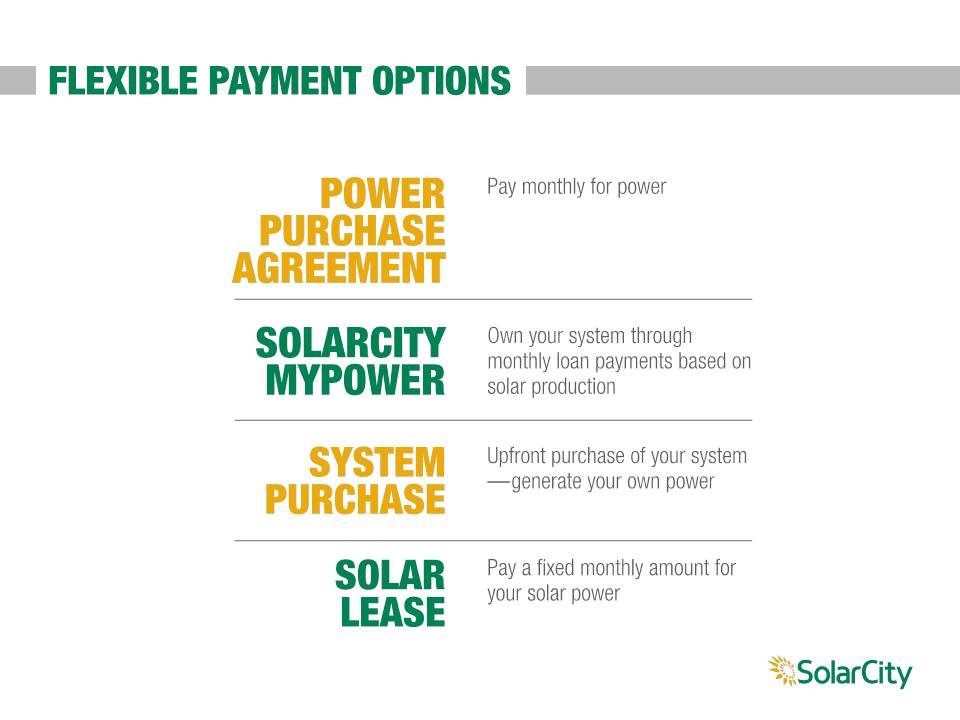 FLEXIBLE PAYMENT OPTIONS
POWER
PURCHASE
AGREEMENT
Pay monthly for power
SOLARCITY
MYPOWER
Own your system through
monthly loan payments based on
solar production
SYSTEM
PURCHASE
Upfront purchase of your system
—generate your own power
SOLAR
LEASE
Pay a fixed monthly amount for
your solar power
SolarCity